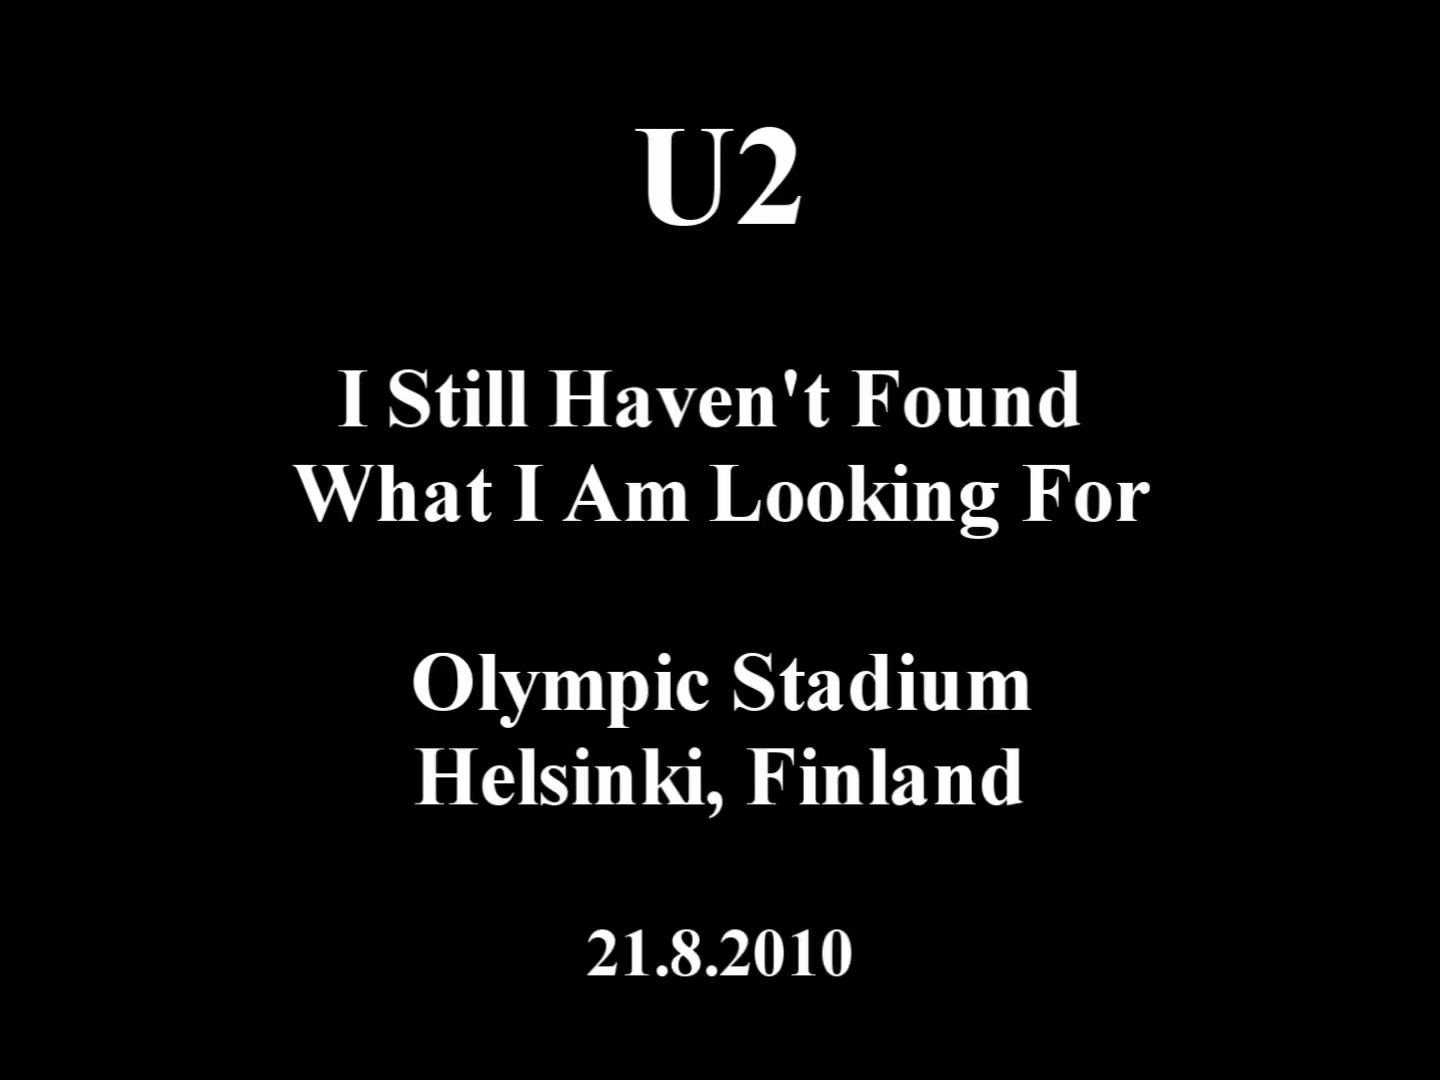 U2
I Still Haven't Found
What I Am Looking For
Olympic Stadium
Helsinki, Finland
21.8.2010